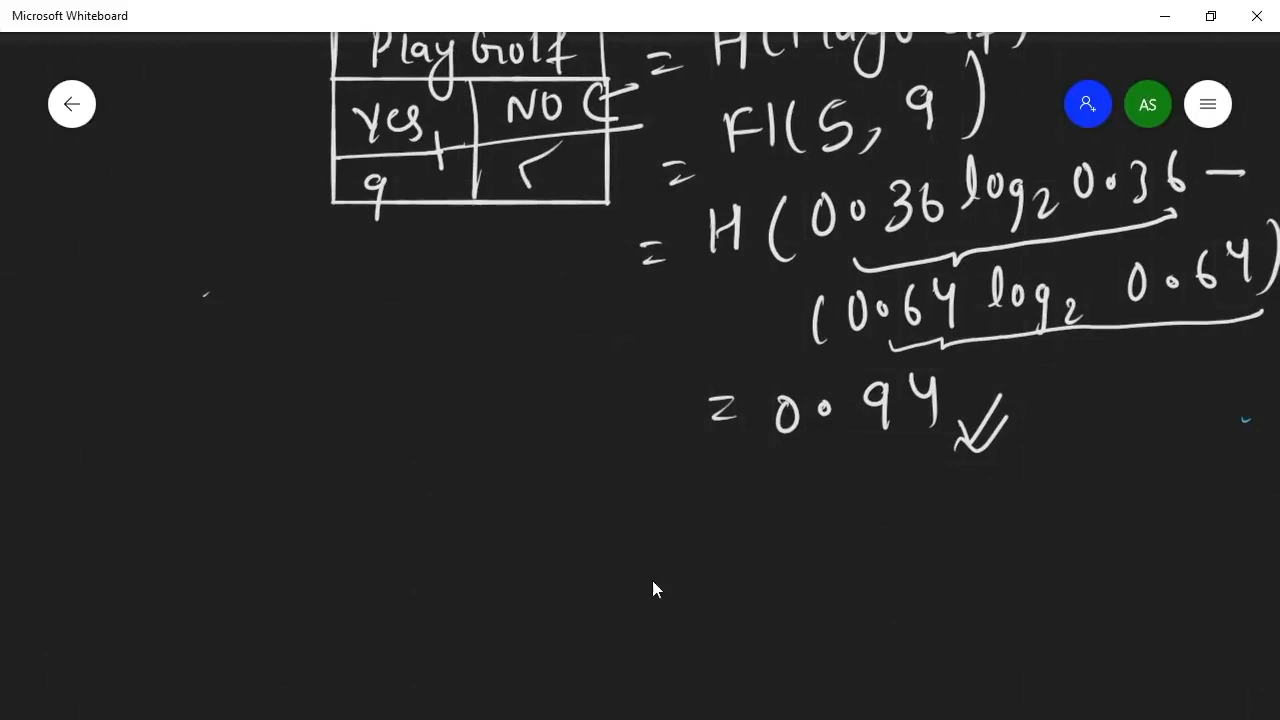 Microsoft Whiteboard
Play Golf
Yes
NO
9
=
= H(5, 9)
AS
= H(0.36 log2 0.36 -
(0.64 log2 0.64)
= 0.94